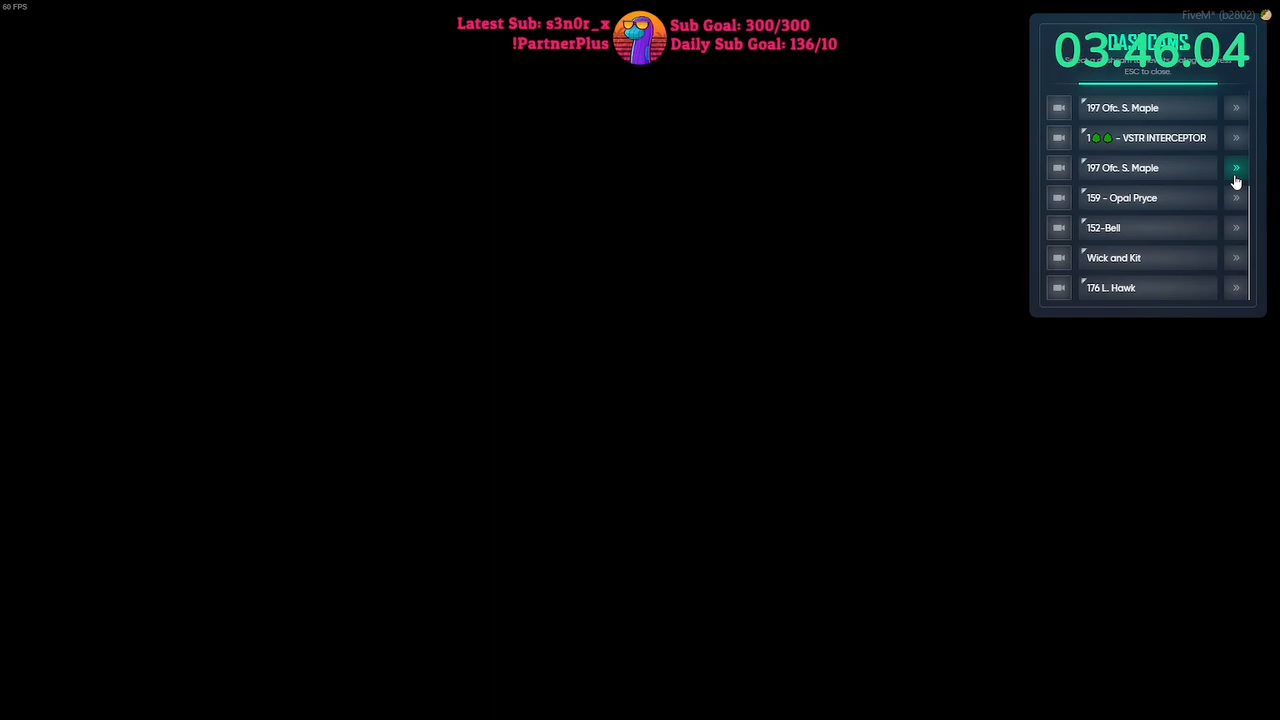 60 FPS
Latest Sub: s3n0r_x
!PartnerPlus
Sub Goal: 300/300
Daily Sub Goal: 136/10
FiveM* (b2802)
DASHCAMS
03:46:04
ESC to close.
197 Ofc. S. Maple
1🌳🌳 - VSTR INTERCEPTOR
197 Ofc. S. Maple
159 - Opal Pryce
152-Bell
Wick and Kit
176 L. Hawk